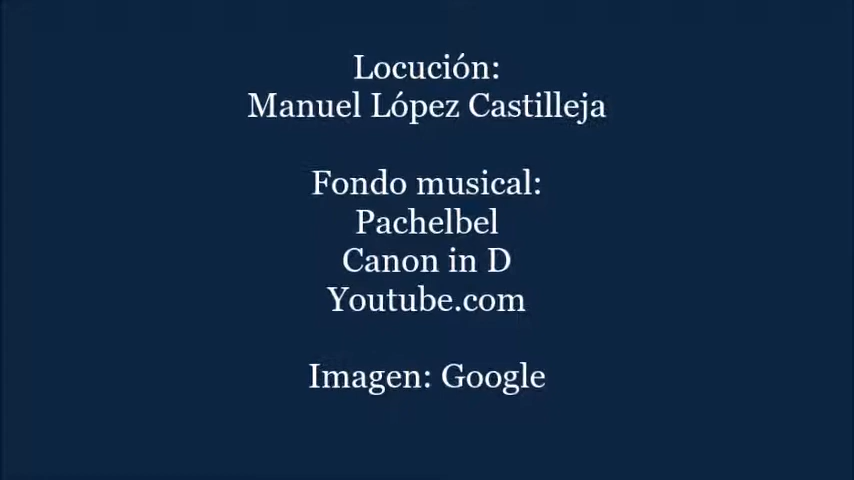 Locución:
Manuel López Castilleja
Fondo musical:
Pachelbel
Canon in D
Youtube.com
Imagen: Google